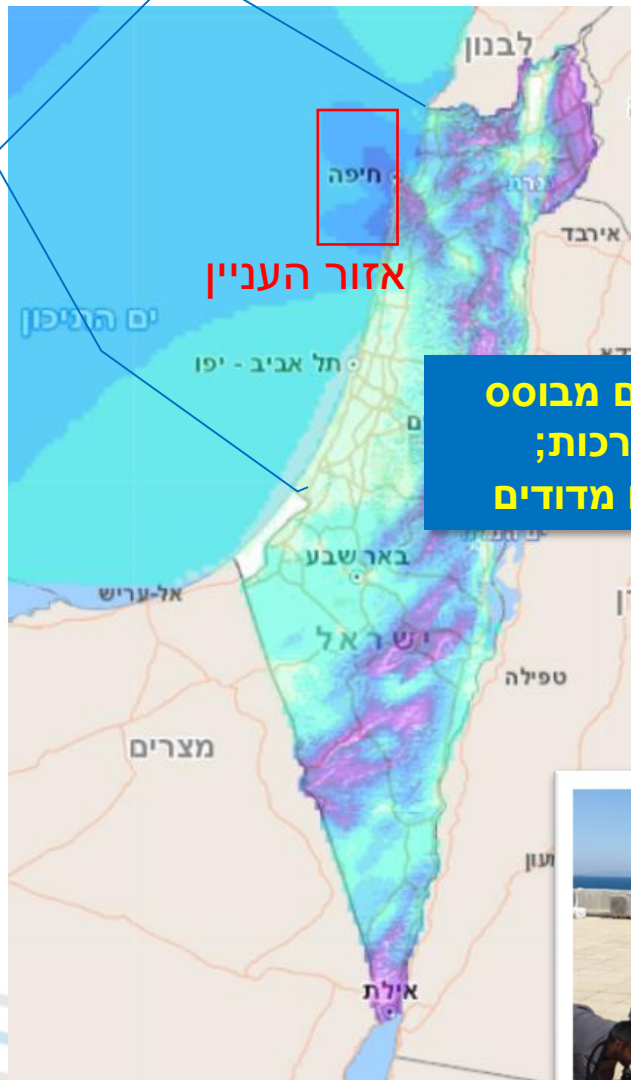 לבנון
חיפה
אירבד
אזור העניין
ים התיכון
תל אביב - יפו
ם מבוסס
רכות;
ם מדודים
באר שבע
אל-עריש
ישראל
טפילה
מצרים
אילת